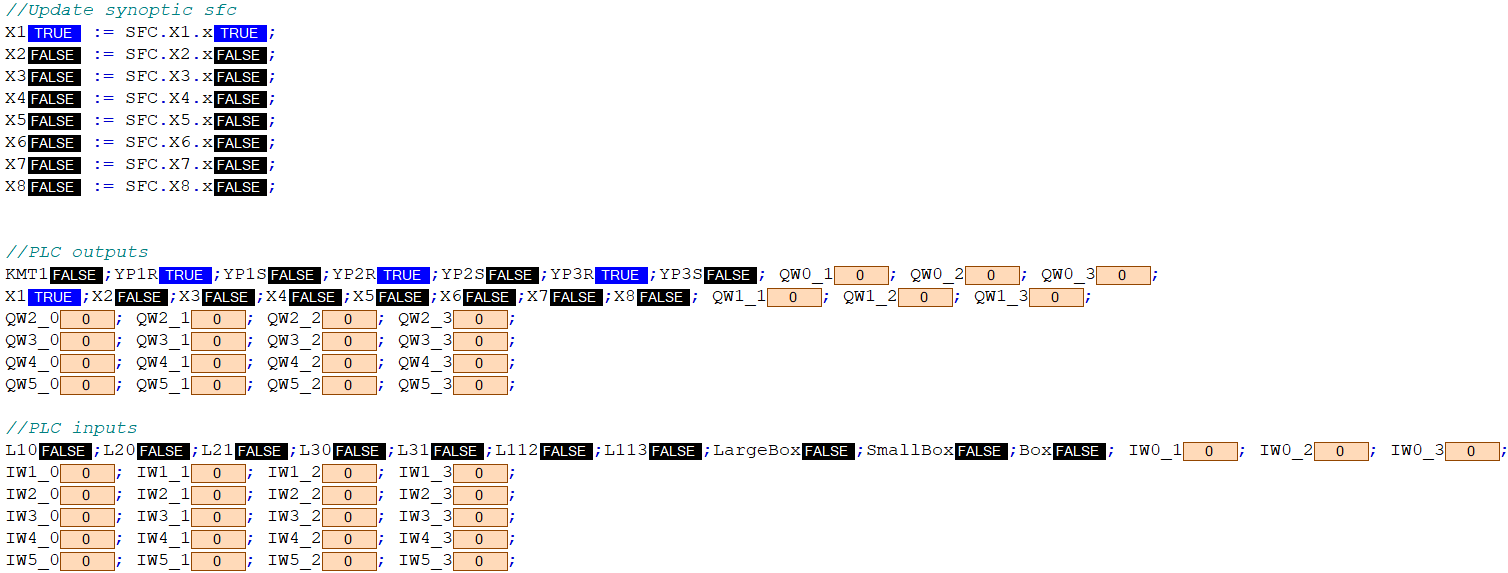 //Update synoptic sfc
X1 TRUE := SFC.X1.x TRUE ;
X2 FALSE := SFC.X2.x FALSE ;
X3 FALSE := SFC.X3.x FALSE ;
X4 FALSE := SFC.X4.x FALSE ;
X5 FALSE := SFC.X5.x FALSE ;
X6 FALSE := SFC.X6.x FALSE ;
X7 FALSE := SFC.X7.x FALSE ;
X8 FALSE := SFC.X8.x FALSE ;
//PLC outputs
KMT1 FALSE ;YP1R TRUE ;YP1S FALSE ;YP2R TRUE ;YP2S FALSE ;YP3R TRUE ;YP3S FALSE ; QW0_1 0 ; QW0_2 0 ; QW0_3 0 ;
X1 TRUE ;X2 FALSE ;X3 FALSE ;X4 FALSE ;X5 FALSE ;X6 FALSE ;X7 FALSE ;X8 FALSE ; QW1_1 0 ; QW1_2 0 ; QW1_3 0 ;
QW2_0 0 ; QW2_1 0 ; QW2_2 0 ; QW2_3 0 ;
QW3_0 0 ; QW3_1 0 ; QW3_2 0 ; QW3_3 0 ;
QW4_0 0 ; QW4_1 0 ; QW4_2 0 ; QW4_3 0 ;
QW5_0 0 ; QW5_1 0 ; QW5_2 0 ; QW5_3 0 ;
//PLC inputs
L10 FALSE ;L20 FALSE ;L21 FALSE ;L30 FALSE ;L31 FALSE ;L112 FALSE ;L113 FALSE ;LargeBox FALSE ;SmallBox FALSE ;Box FALSE ; IW0_1 0 ; IW0_2 0 ; IW0_3 0 ;
IW1_0 0 ; IW1_1 0 ; IW1_2 0 ; IW1_3 0 ;
IW2_0 0 ; IW2_1 0 ; IW2_2 0 ; IW2_3 0 ;
IW3_0 0 ; IW3_1 0 ; IW3_2 0 ; IW3_3 0 ;
IW4_0 0 ; IW4_1 0 ; IW4_2 0 ; IW4_3 0 ;
IW5_0 0 ; IW5_1 0 ; IW5_2 0 ; IW5_3 0 ;